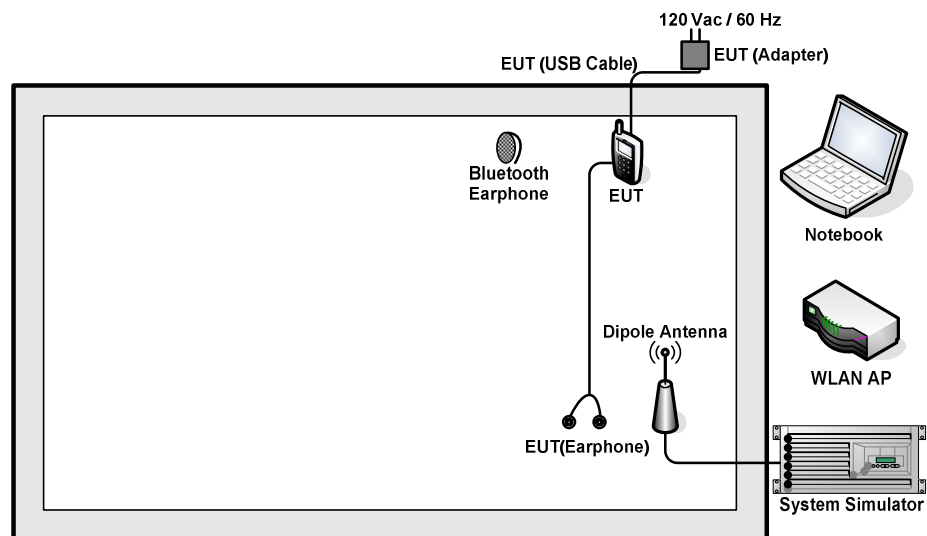 120 Vac / 60 Hz
EUT (Adapter)
EUT (USB Cable)
Bluetooth
Earphone
EUT
Notebook
Dipole Antenna
WLAN AP
EUT(Earphone)
System Simulator